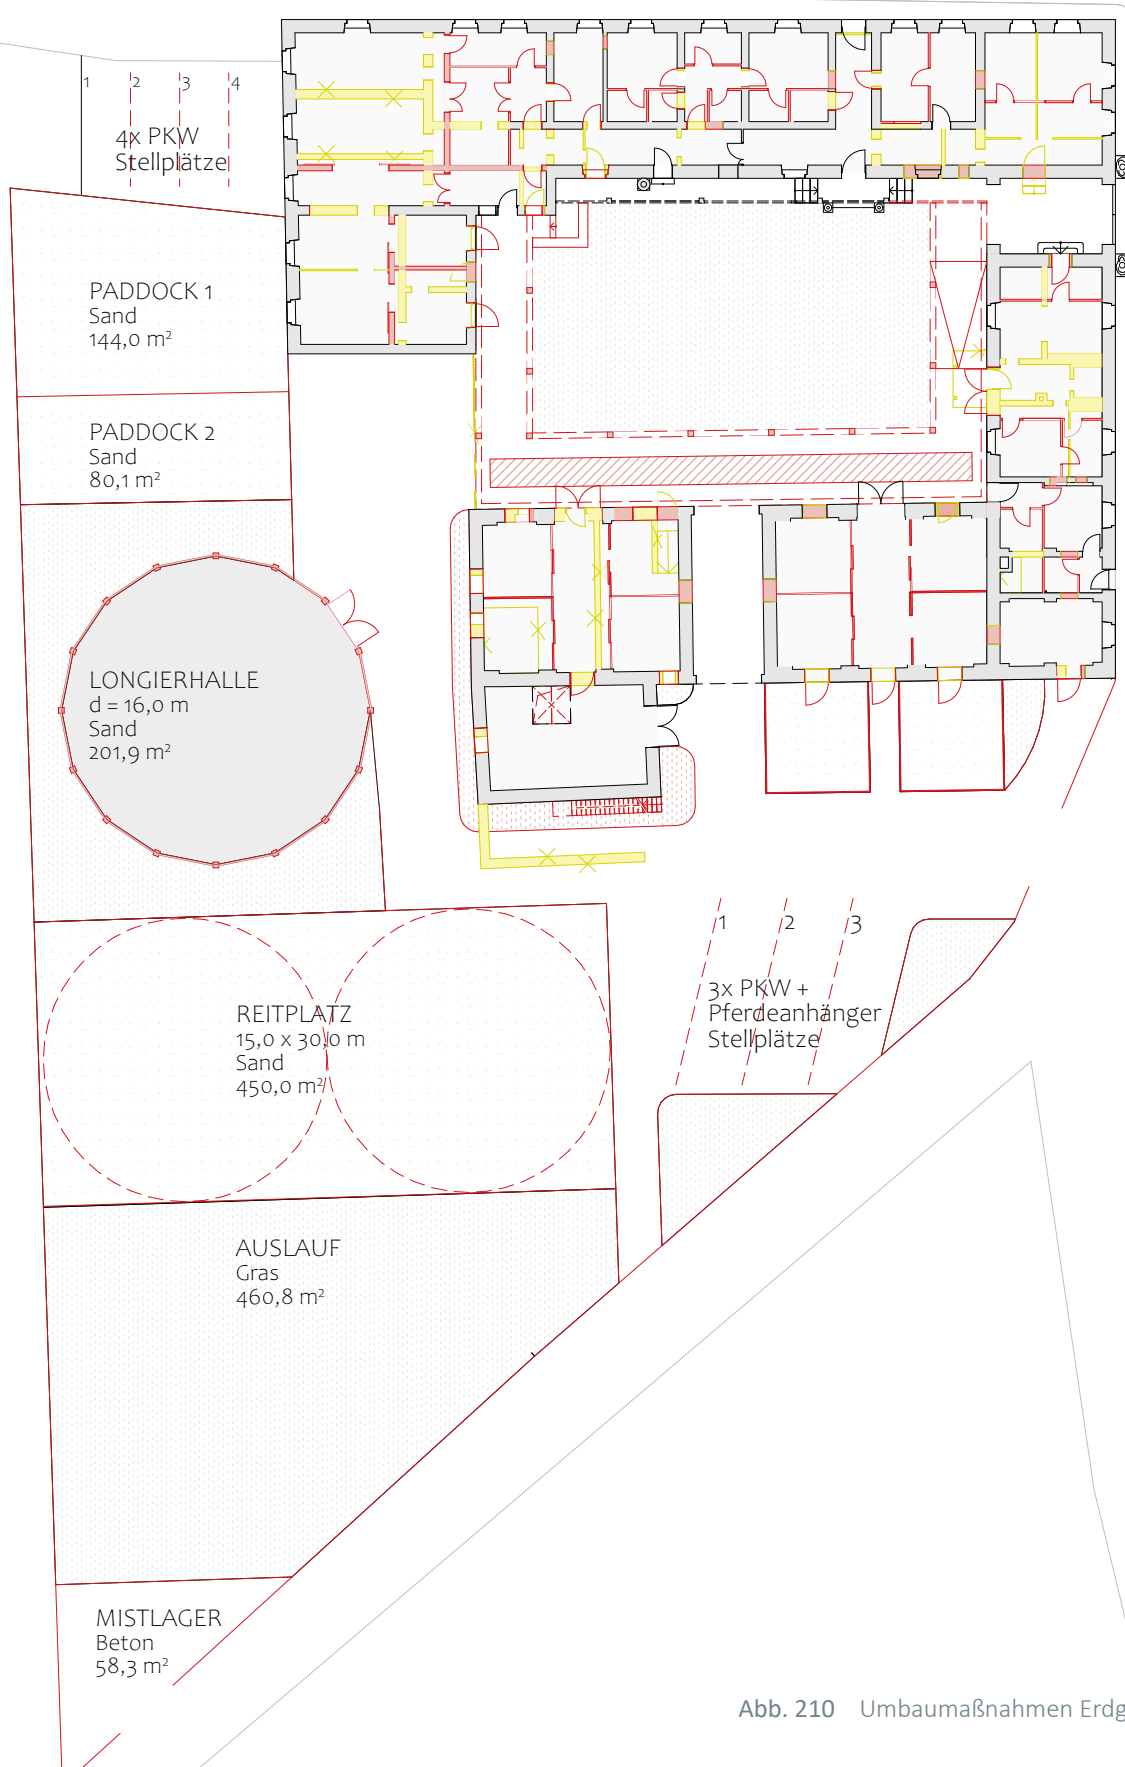 1
2
3
4
4x PKW
Stellplätze
PADDOCK 1
Sand
144,0 m²
PADDOCK 2
Sand
80,1 m²
LONGIERHALLE
d = 16,0 m
Sand
201,9 m²
REITPLATZ
15,0 x 30,0 m
Sand
450,0 m²
1
2
3
3x PKW +
Pferdeanhänger
Stellplätze
AUSLAUF
Gras
460,8 m²
MISTLAGER
Beton
58,3 m²
Abb. 210 Umbaumaßnahmen Erdg